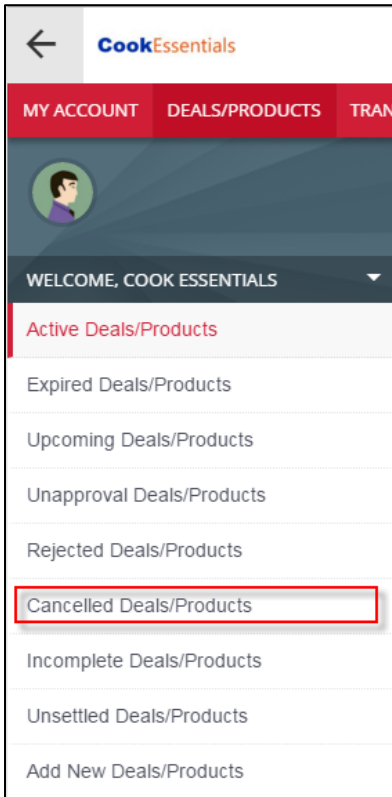 CookEssentials
MY ACCOUNT DEALS/PRODUCTS
WELCOME, COOK ESSENTIALS
Active Deals/Products
Expired Deals/Products
Upcoming Deals/Products
Unapproval Deals/Products
Rejected Deals/Products
Cancelled Deals/Products
Incomplete Deals/Products
Unsettled Deals/Products
Add New Deals/Products